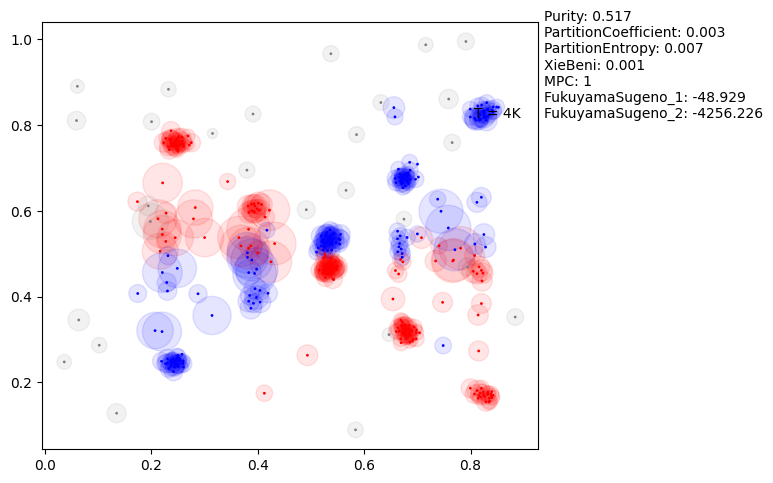 Purity: 0.517
PartitionCoefficient: 0.003
PartitionEntropy: 0.007
XieBeni: 0.001
MPC: 1
FukuyamaSugeno_1: -48.929
FukuyamaSugeno_2: -4256.226
T = 4K
1.0
0.8
0.6
0.4
0.2
0.0 0.2 0.4 0.6 0.8